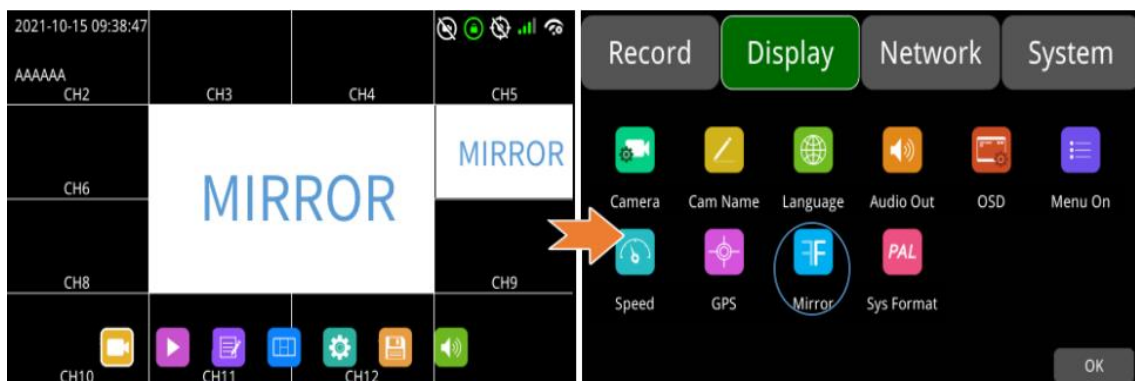 2021-10-15 09:38:47
AAAAAA
CH2 CH3 CH4 CH5
MIRROR
CH6
MIRROR
CH8 CH9
CH10 CH11 CH12
Record Display Network System
Camera Cam Name Language Audio Out OSD Menu On
PAL
Speed GPS Mirror Sys Format
OK